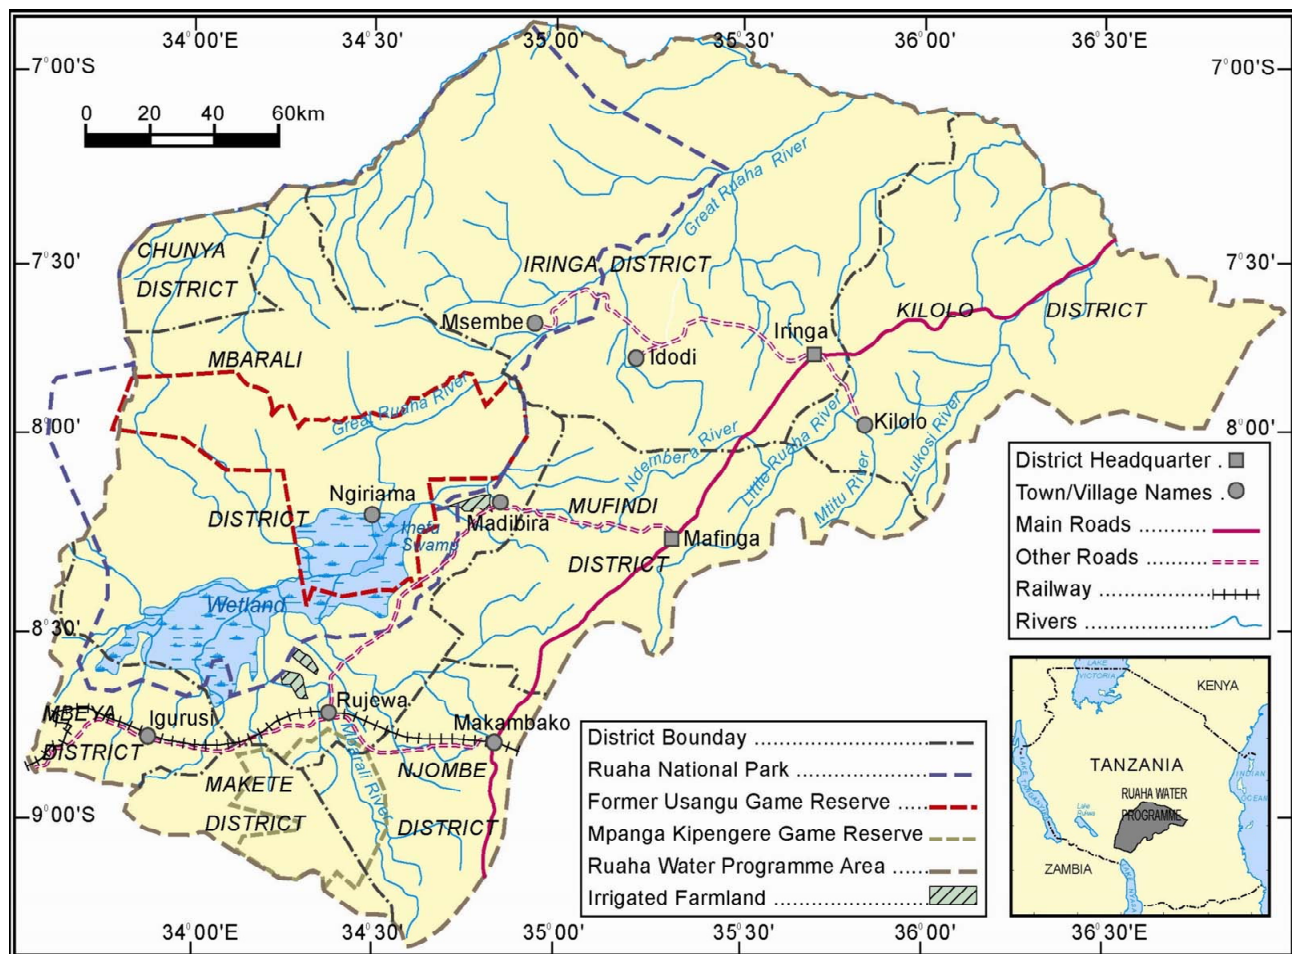 34°00'E 34°30' 35°00' 35°30' 36°00' 36°30'
7°00'S 7°00'S
0 20 40 60km
Great Ruaha River
CHUNYA
DISTRICT
7°30' 7°30'
IRINGA DISTRICT
KILOLO DISTRICT
Msembe
Iringa
Idodi
MBARALI
Great Ruaha River
Kilolo
8°00' 8°00'
Ndembera River
Little Ruaha River
Mtitu River
Lukosi River
Ngiriama
DISTRICT
Madibira
MUFINDI
Mafinga
DISTRICT
Swamp
Wetland
8°30'
MBEYA
DISTRICT
Igurusi
Rujewa
Makambako
Mbarali River
NJOMBE
DISTRICT
MAKETE
DISTRICT
9°00'S
34°00'E 34°30' 35°00' 35°30' 36°00' 36°30'
District Headquarter .
Town/Village Names .
Main Roads ..........
Other Roads ..........
Railway ..........
Rivers ..........
District Bounday ..........
Ruaha National Park ..........
Former Usangu Game Reserve ....
Mpanga Kipengere Game Reserve
Ruaha Water Programme Area ....
Irrigated Farmland ..........
LAKE
VICTORIA
KENYA
TANZANIA
INDIAN
OCEAN
RUAHA WATER
PROGRAMME
ZAMBIA